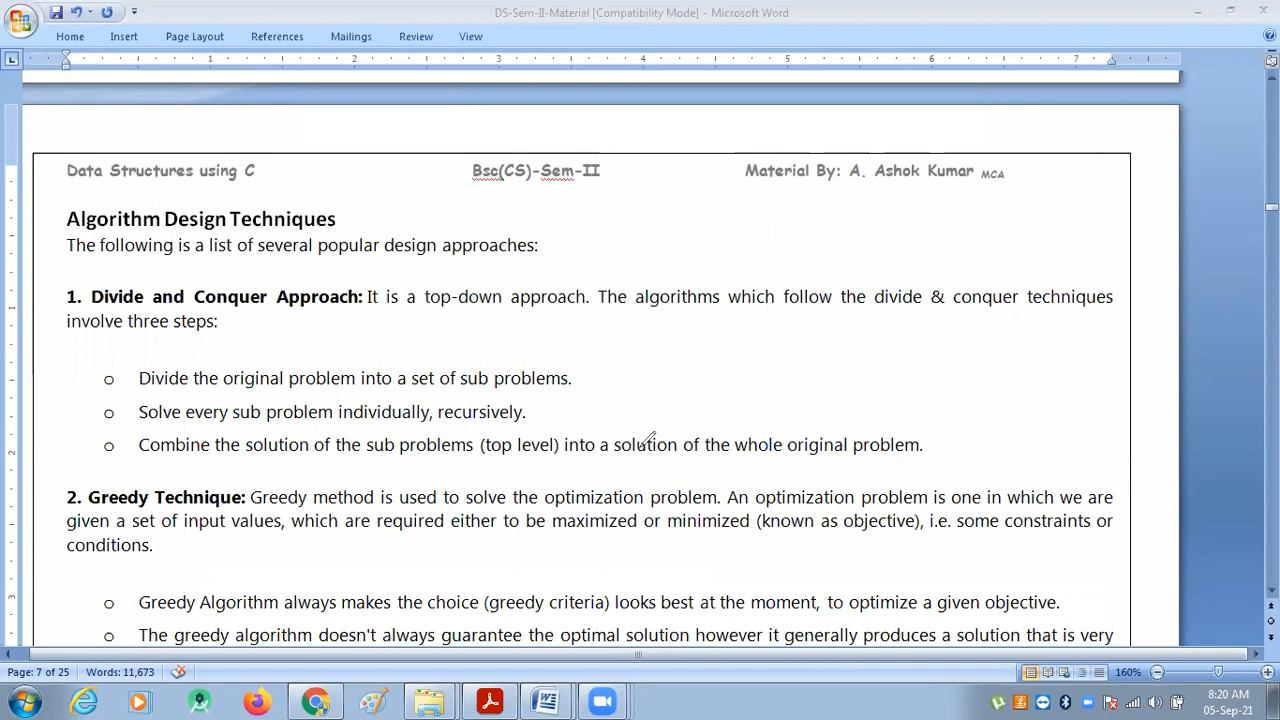 DS-Sem-II-Material [Compatibility Mode] - Microsoft Word
Home Insert Page Layout References Mailings Review View
1 2 3 4 5 6 7
Data Structures using C Bsc(CS)-Sem-II Material By: A. Ashok Kumar MCA
Algorithm Design Techniques
The following is a list of several popular design approaches:
1. Divide and Conquer Approach: It is a top-down approach. The algorithms which follow the divide & conquer techniques
involve three steps:
o Divide the original problem into a set of sub problems.
o Solve every sub problem individually, recursively.
o Combine the solution of the sub problems (top level) into a solution of the whole original problem.
2. Greedy Technique: Greedy method is used to solve the optimization problem. An optimization problem is one in which we are
given a set of input values, which are required either to be maximized or minimized (known as objective), i.e. some constraints or
conditions.
o Greedy Algorithm always makes the choice (greedy criteria) looks best at the moment, to optimize a given objective.
o The greedy algorithm doesn't always guarantee the optimal solution however it generally produces a solution that is very
Page: 7 of 25 Words: 11,673 160%
8:20 AM
05-Sep-21